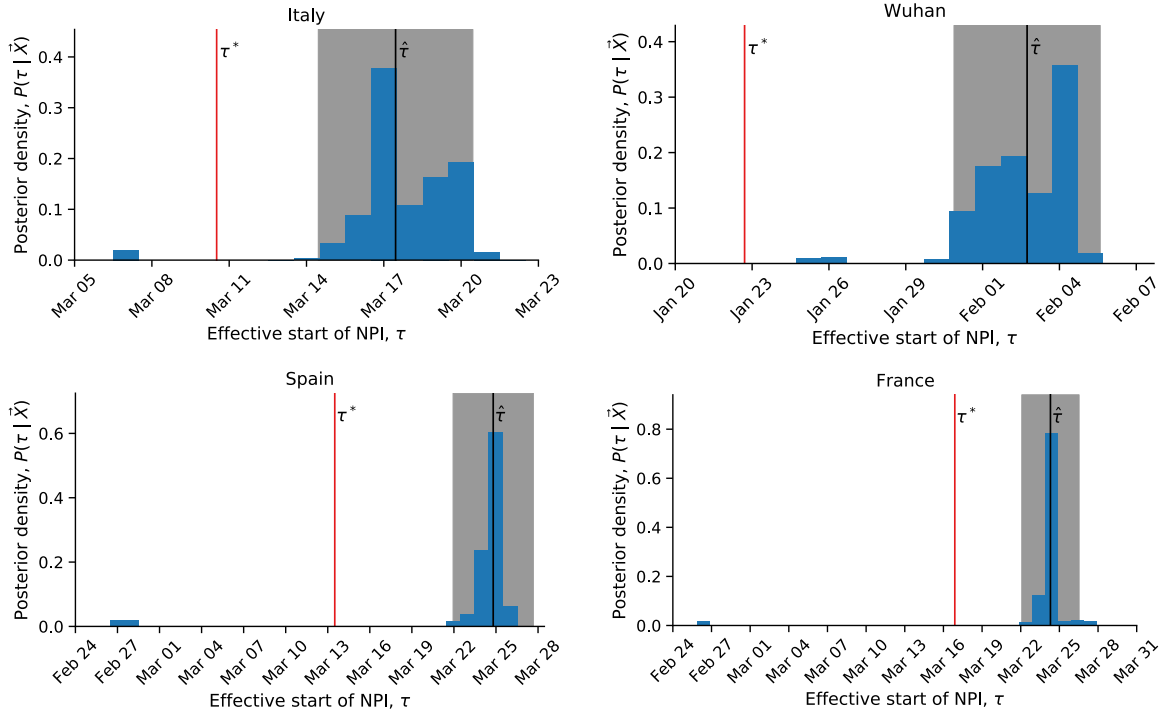 Italy
Posterior density, P(τ | X⃗)
0.4
0.3
0.2
0.1
0.0
τ*
τ̂
Mar 05
Mar 08
Mar 11
Mar 14
Mar 17
Mar 20
Mar 23
Effective start of NPI, τ
Wuhan
Posterior density, P(τ | X⃗)
0.4
0.3
0.2
0.1
0.0
τ*
τ̂
Jan 20
Jan 23
Jan 26
Jan 29
Feb 01
Feb 04
Feb 07
Effective start of NPI, τ
Spain
Posterior density, P(τ | X⃗)
0.6
0.4
0.2
0.0
τ*
τ̂
Feb 24
Feb 27
Mar 01
Mar 04
Mar 07
Mar 10
Mar 13
Mar 16
Mar 19
Mar 22
Mar 25
Mar 28
Effective start of NPI, τ
France
Posterior density, P(τ | X⃗)
0.8
0.6
0.4
0.2
0.0
τ*
τ̂
Feb 24
Feb 27
Mar 01
Mar 04
Mar 07
Mar 10
Mar 13
Mar 16
Mar 19
Mar 22
Mar 25
Mar 28
Mar 31
Effective start of NPI, τ